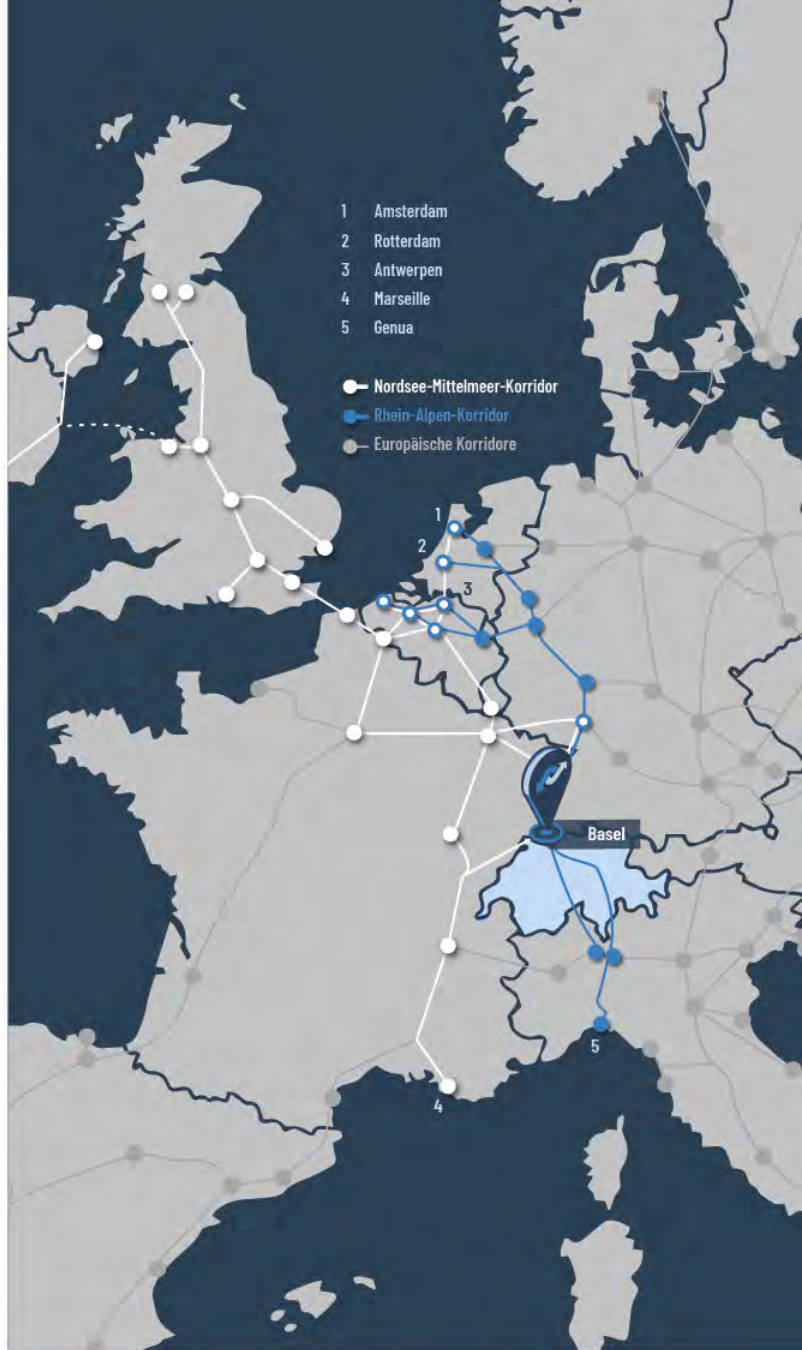 1 Amsterdam
2 Rotterdam
3 Antwerpen
4 Marseille
5 Genua
Nordsee-Mittelmeer-Korridor
Rhein-Alpen-Korridor
Europäische Korridore
1
2
3
Basel
5
4